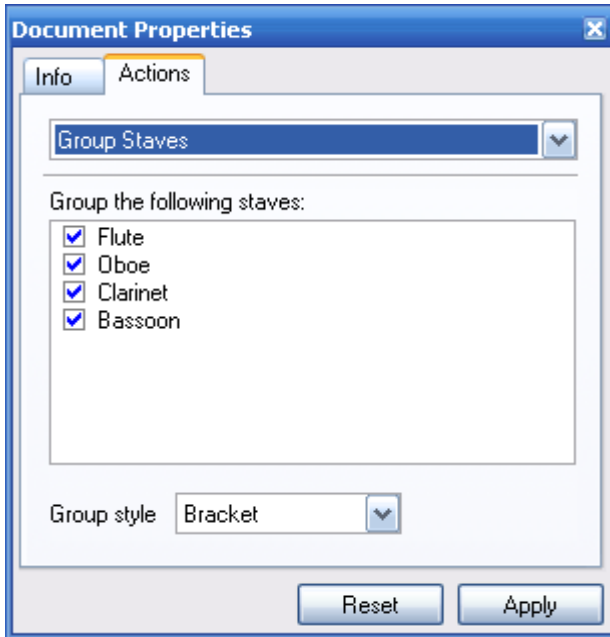 Document Properties
Info Actions
Group Staves
Group the following staves:
Flute
Oboe
Clarinet
Bassoon
Group style Bracket
Reset Apply